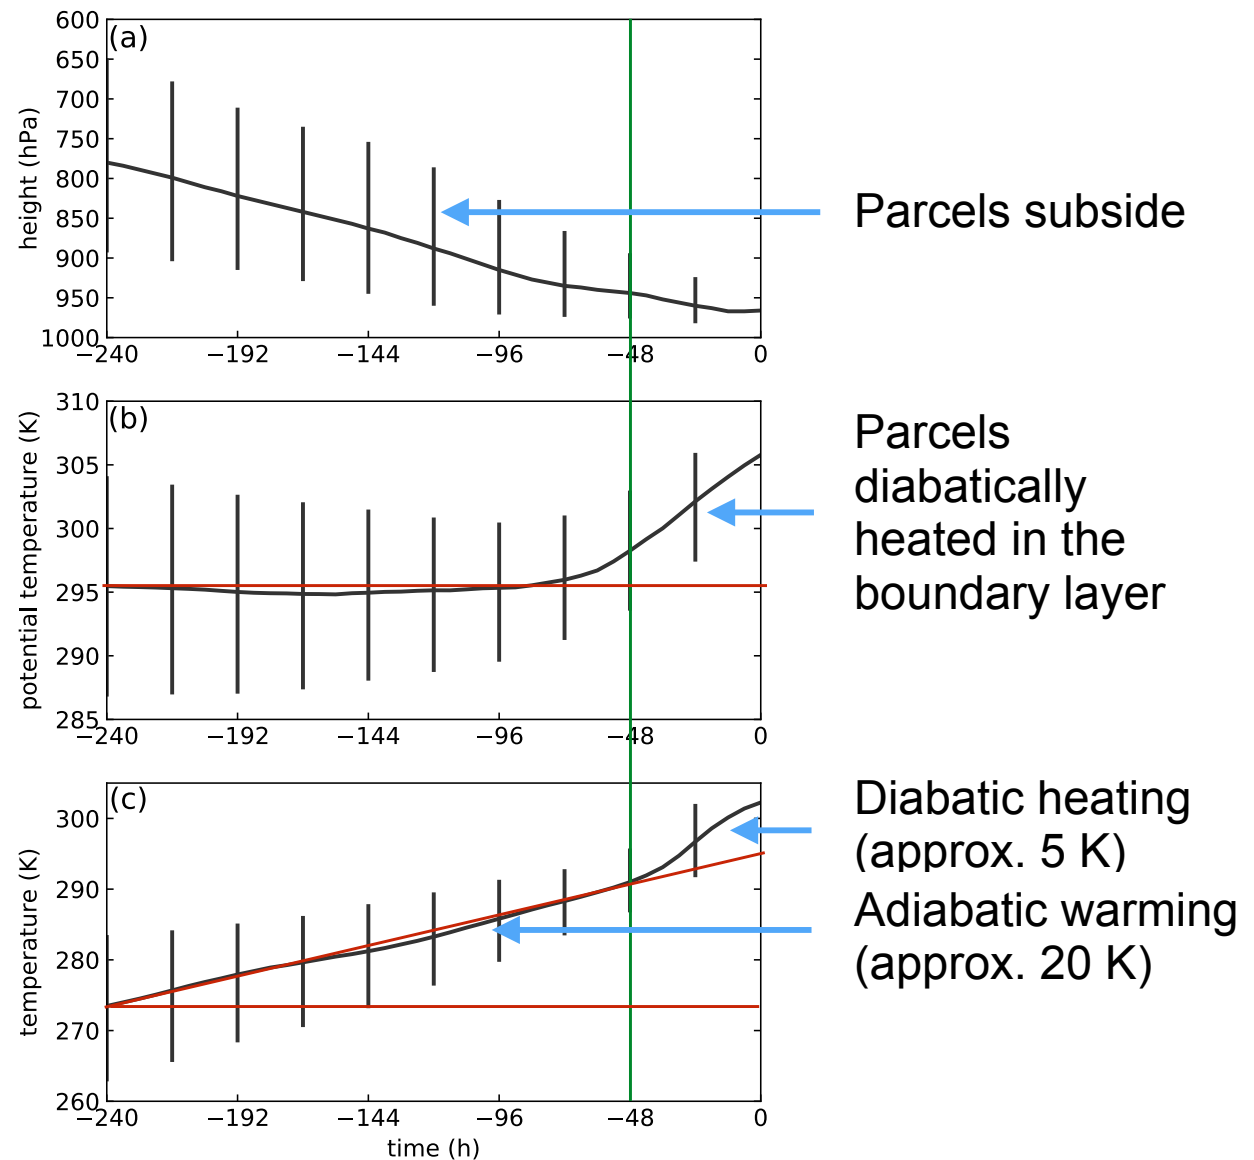 (a)
600
650
700
750
800
850
900
950
1000
height (hPa)
−240
−192
−144
−96
−48
0
Parcels subside
(b)
310
305
300
295
290
285
potential temperature (K)
−240
−192
−144
−96
−48
0
Parcels
diabatically
heated in the
boundary layer
(c)
300
290
280
270
260
temperature (K)
−240
−192
−144
−96
−48
0
time (h)
Diabatic heating
(approx. 5 K)
Adiabatic warming
(approx. 20 K)